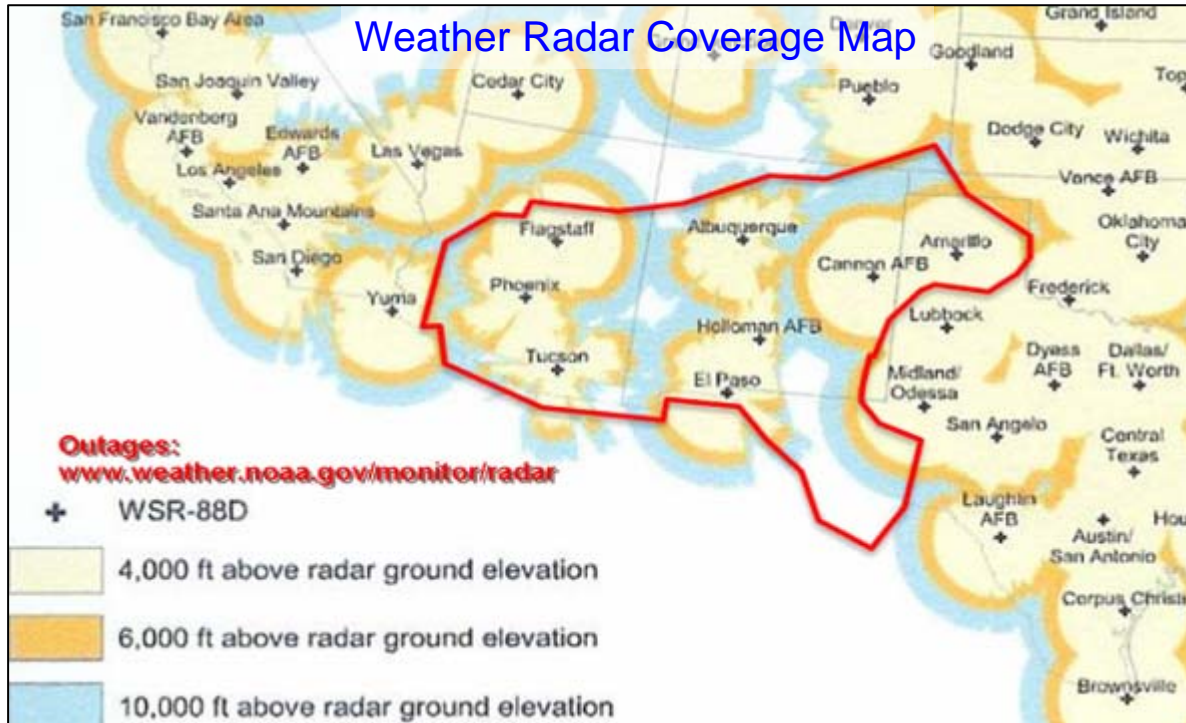 Weather Radar Coverage Map
San Francisco Bay Area
Denver
Grand Island
Goodland
San Joaquin Valley
Cedar City
Pueblo
Vandenberg
AFB
Edwards
AFB
Las Vegas
Dodge City
Wichita
Los Angeles
Vance AFB
Santa Ana Mountains
Flagstaff
Albuquerque
Amarillo
Oklahoma
City
San Diego
Cannon AFB
Yuma
Phoenix
Frederick
Holloman AFB
Lubbock
Tucson
El Paso
Midland/
Odessa
Dyess
AFB
Dallas/
Ft. Worth
San Angelo
Central
Texas
Outages:
www.weather.noaa.gov/monitor/radar
Laughlin
AFB
Austin/
San Antonio
Hou
WSR-88D
4,000 ft above radar ground elevation
Corpus Christi
6,000 ft above radar ground elevation
Brownsville
10,000 ft above radar ground elevation